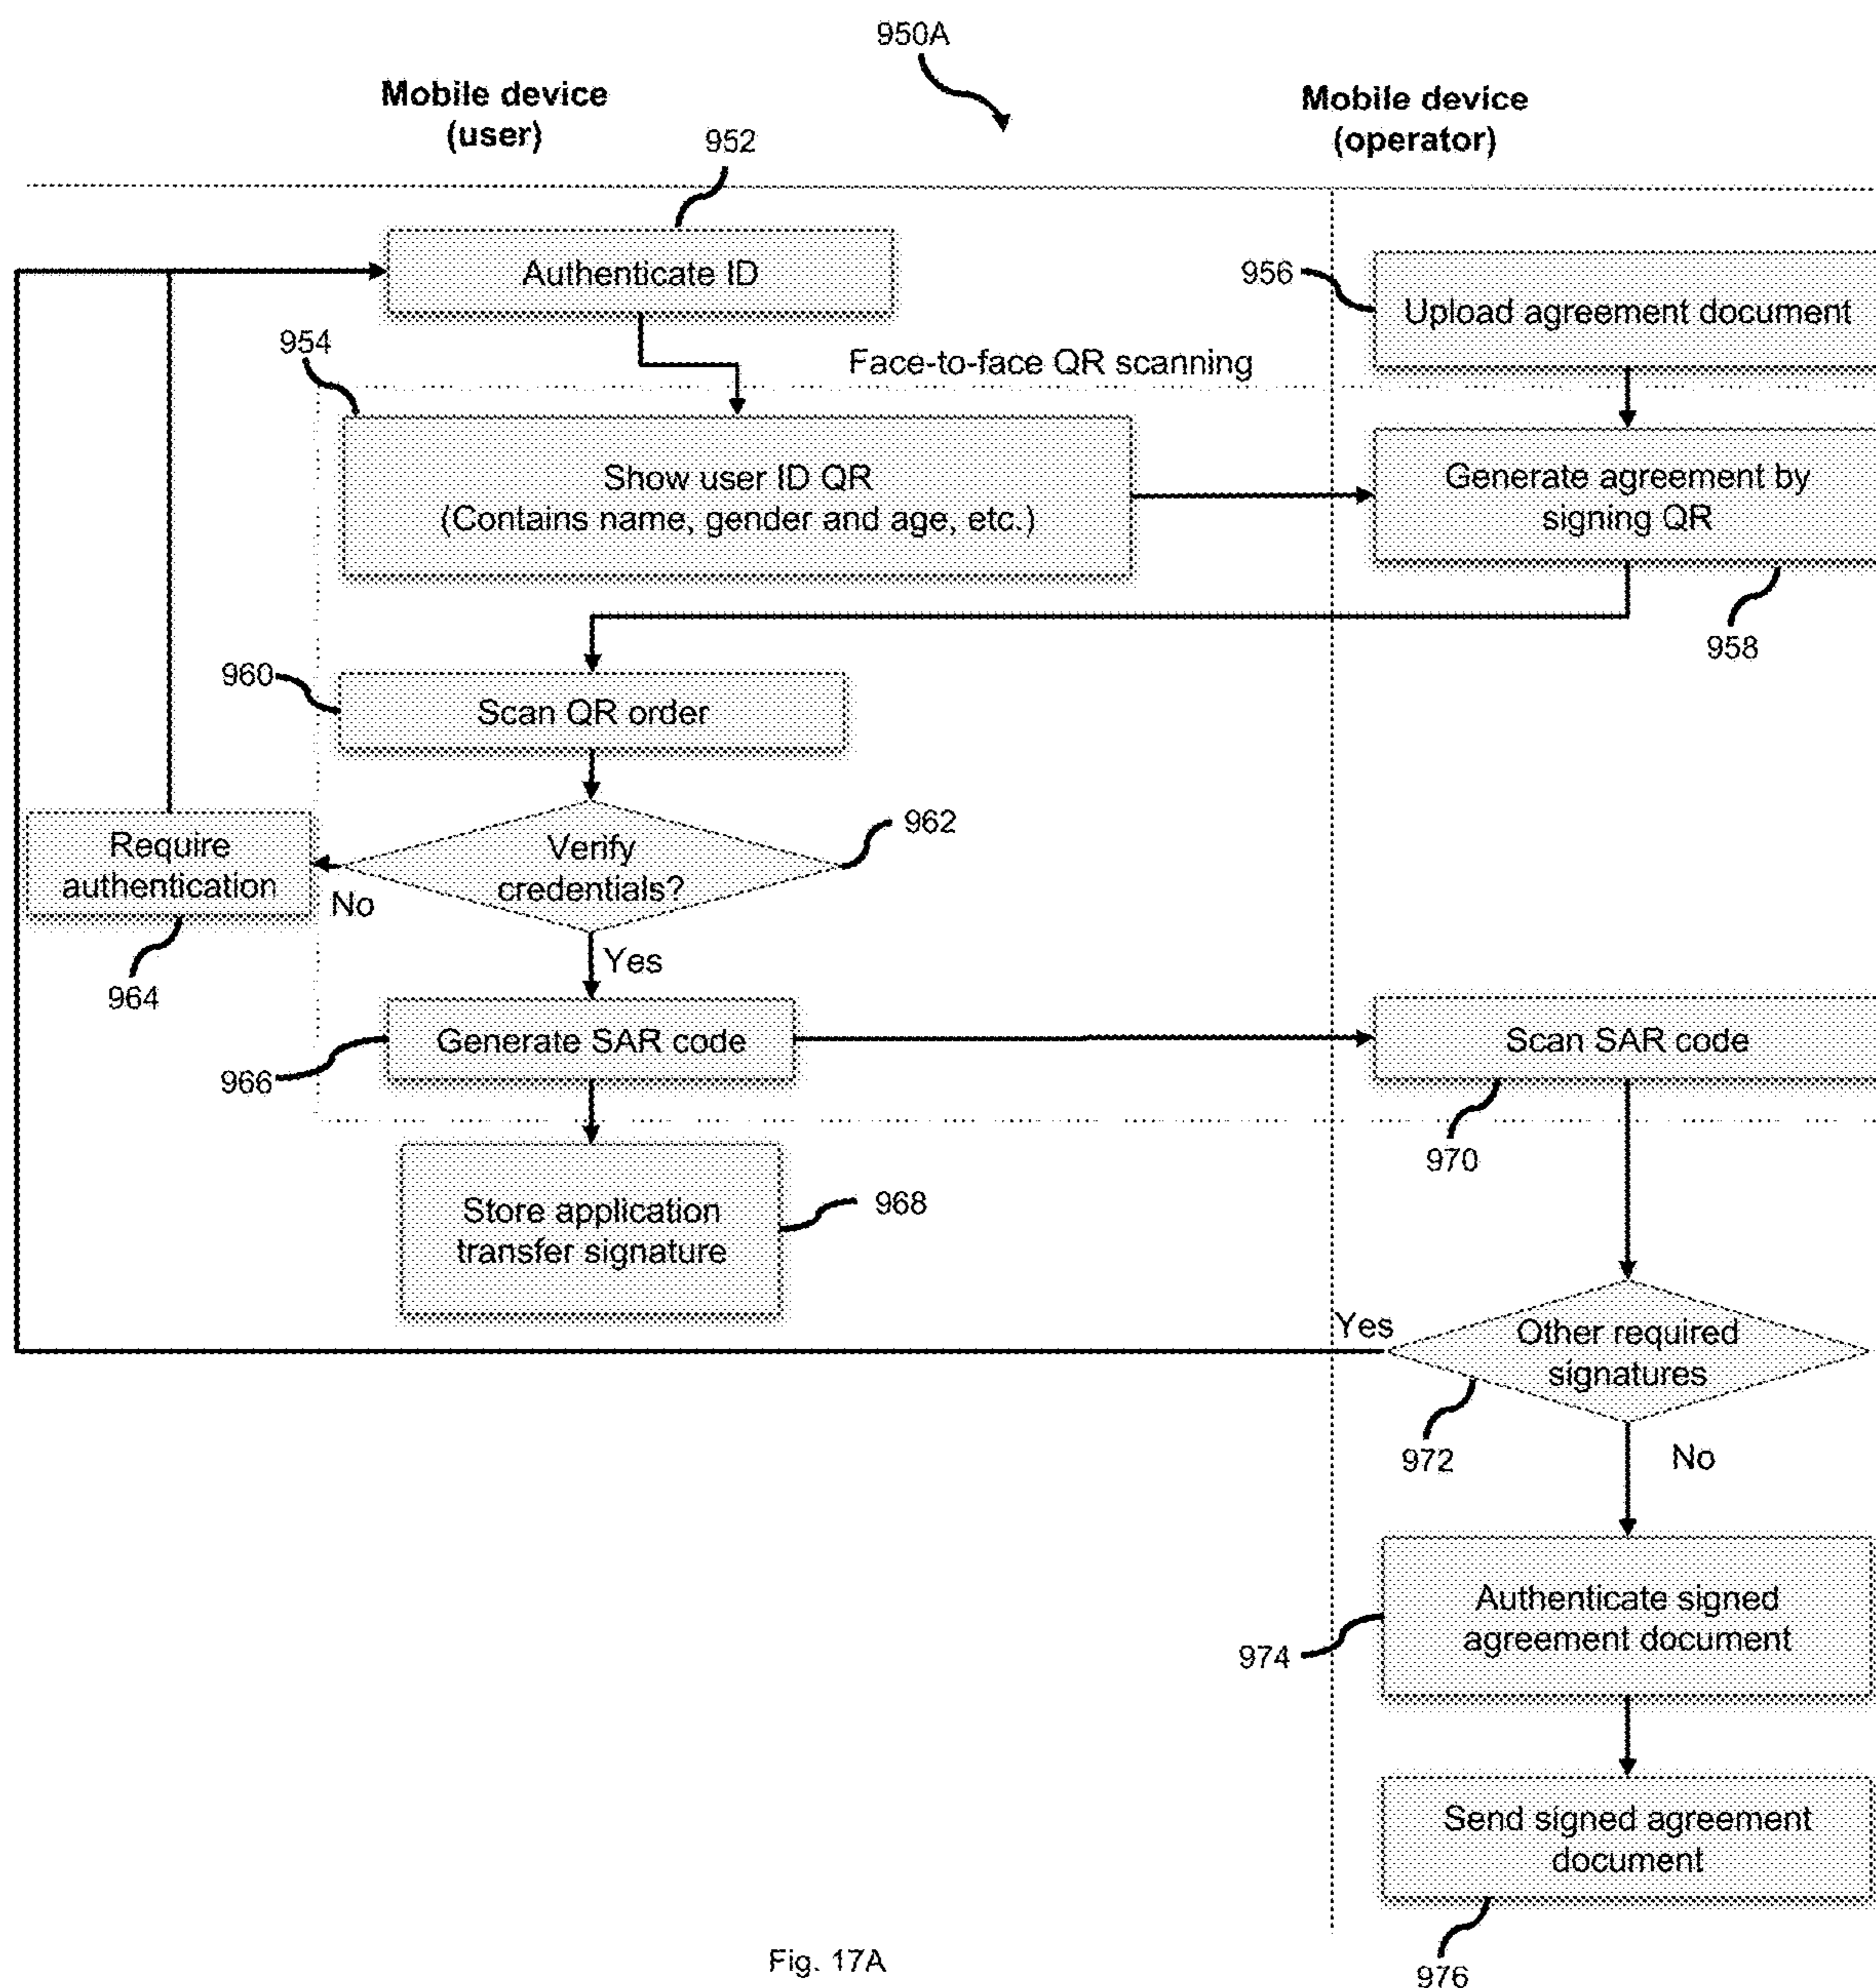 950A
Mobile device
(user)
Mobile device
(operator)
952
Authenticate ID
956
Upload agreement document
954
Face-to-face QR scanning
Show user ID QR
(Contains name, gender and age, etc.)
Generate agreement by
signing QR
958
960
Scan QR order
962
Verify
credentials?
Require
authentication
No
964
Yes
966
Generate SAR code
Scan SAR code
970
Store application
transfer signature
968
Yes
Other required
signatures
972
No
Authenticate signed
agreement document
974
Send signed agreement
document
976
Fig. 17A